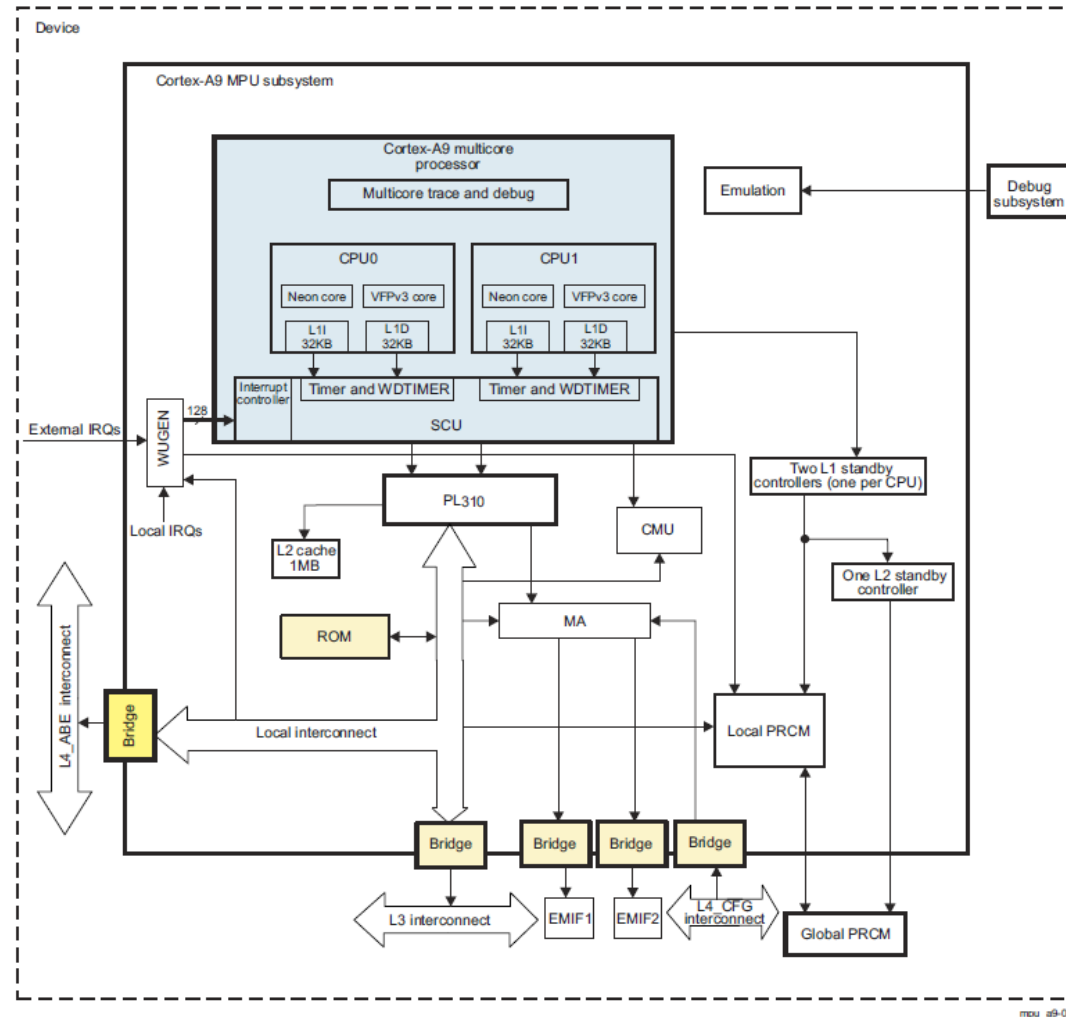 Device
Cortex-A9 MPU subsystem
Cortex-A9 multicore
processor
Multicore trace and debug
Emulation
Debug
subsystem
CPU0
CPU1
Neon core
VFPv3 core
Neon core
VFPv3 core
L1I
32KB
L1D
32KB
L1I
32KB
L1D
32KB
Interrupt
controller
Timer and WDTIMER
Timer and WDTIMER
SCU
128
WUGEN
External IRQs
Local IRQs
Two L1 standby
controllers (one per CPU)
PL310
CMU
L2 cache
1MB
One L2 standby
controller
MA
ROM
L4_ABE interconnect
Bridge
Local interconnect
Local PRCM
Bridge
Bridge
Bridge
Bridge
L3 interconnect
EMIF1
EMIF2
L4_CFG
interconnect
Global PRCM